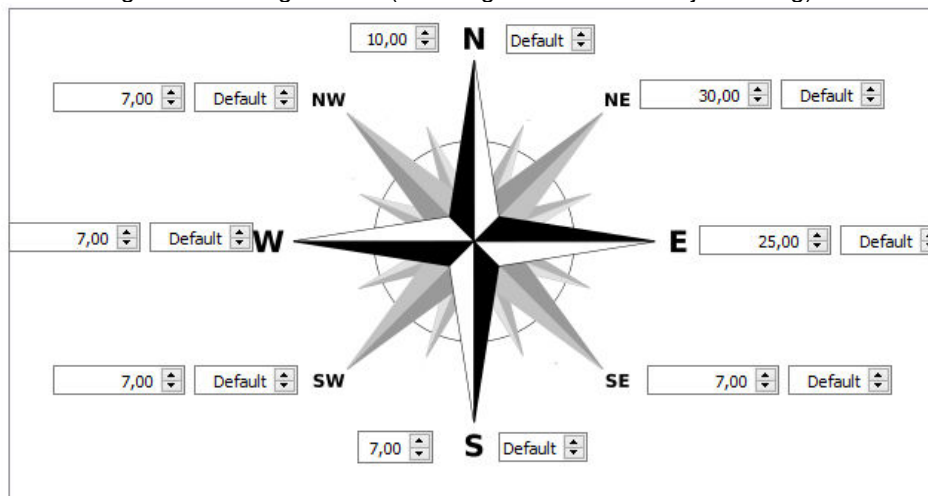 10,00 N Default
7,00 Default NW NE 30,00 Default
7,00 Default W E 25,00 Default
7,00 Default SW SE 7,00 Default
7,00 S Default